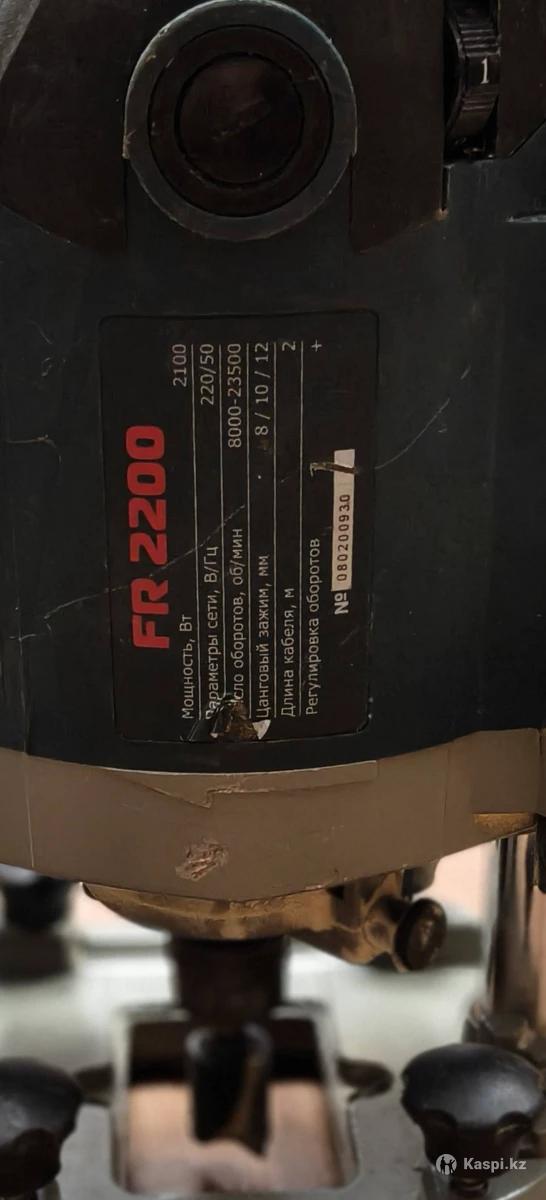 1
FR 2200
Мощность, Вт 2100
Параметры сети, В/Гц 220/50
Число оборотов, об/мин 8000-23500
Цанговый зажим, мм 8 / 10 / 12
Длина кабеля, м 2
Регулировка оборотов +
№ 080200930
Kaspi.kz